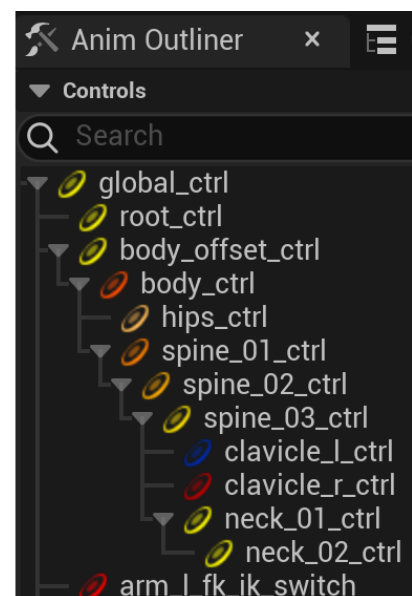 Anim Outliner
Controls
Search
global_ctrl
root_ctrl
body_offset_ctrl
body_ctrl
hips_ctrl
spine_01_ctrl
spine_02_ctrl
spine_03_ctrl
clavicle_l_ctrl
clavicle_r_ctrl
neck_01_ctrl
neck_02_ctrl
arm_l_fk_ik_switch